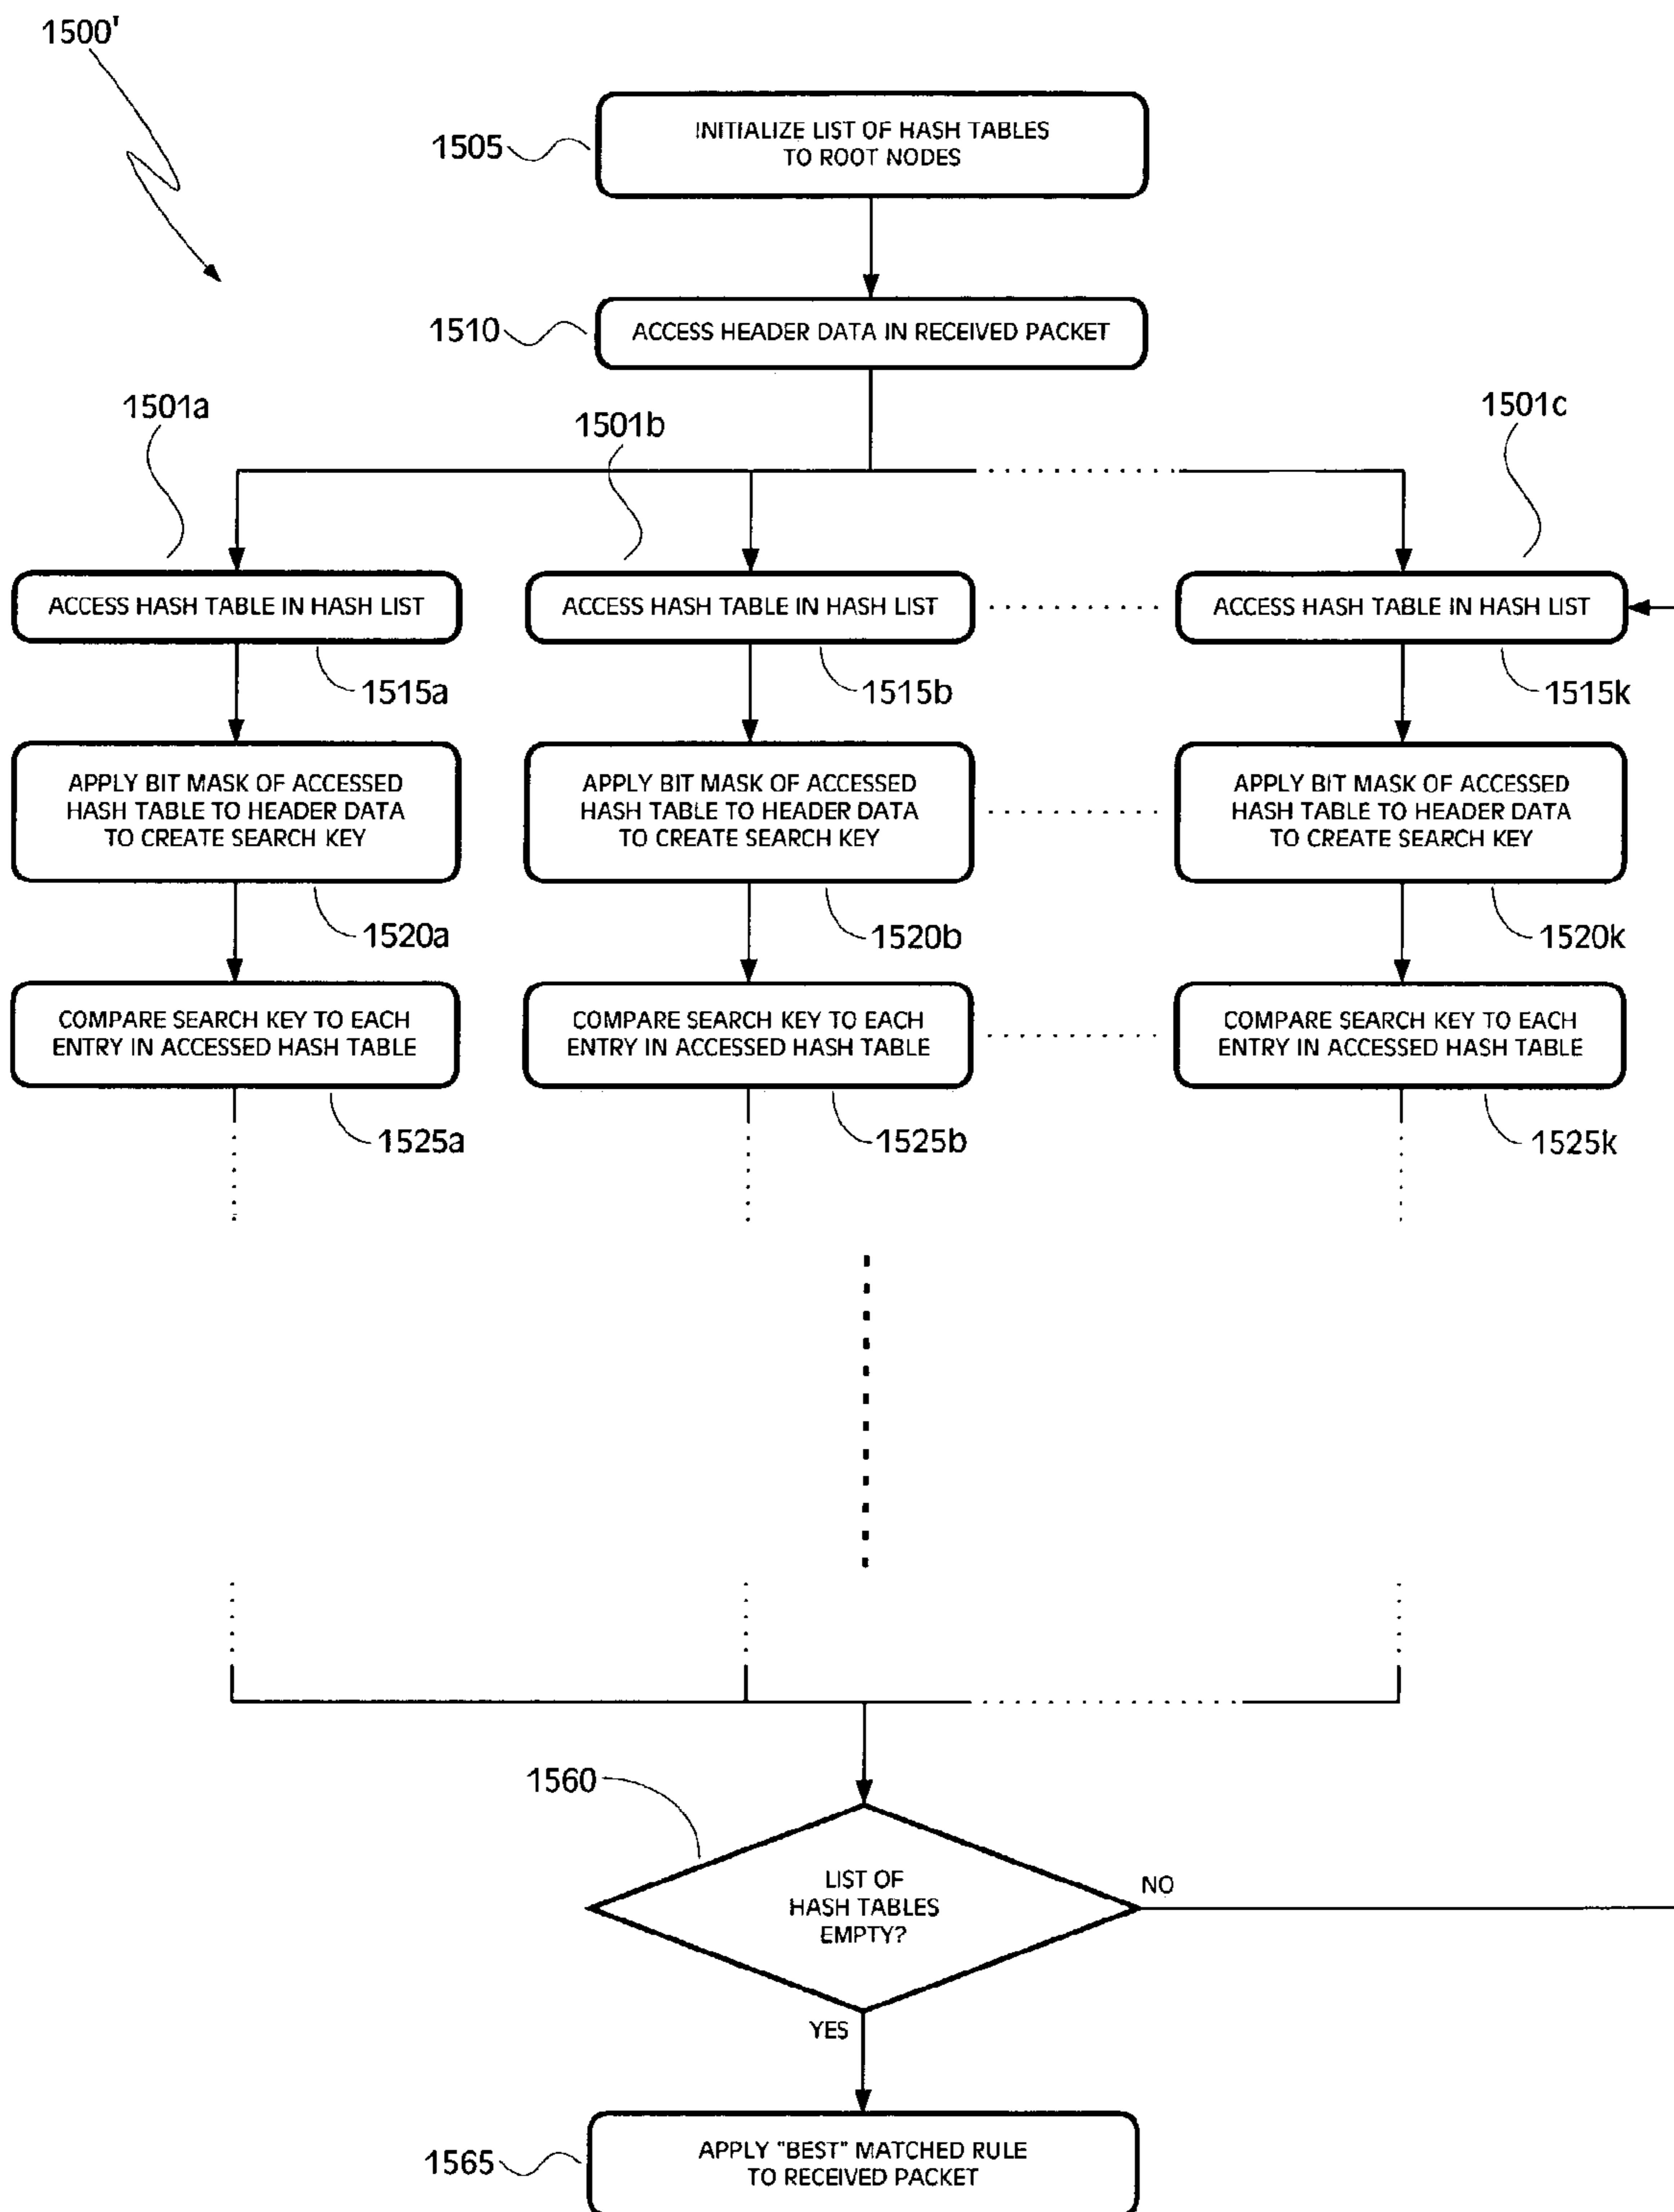 1500'
1505
INITIALIZE LIST OF HASH TABLES
TO ROOT NODES
1510
ACCESS HEADER DATA IN RECEIVED PACKET
1501a
1501b
1501c
ACCESS HASH TABLE IN HASH LIST
ACCESS HASH TABLE IN HASH LIST
ACCESS HASH TABLE IN HASH LIST
1515a
1515b
1515k
APPLY BIT MASK OF ACCESSED
HASH TABLE TO HEADER DATA
TO CREATE SEARCH KEY
APPLY BIT MASK OF ACCESSED
HASH TABLE TO HEADER DATA
TO CREATE SEARCH KEY
APPLY BIT MASK OF ACCESSED
HASH TABLE TO HEADER DATA
TO CREATE SEARCH KEY
1520a
1520b
1520k
COMPARE SEARCH KEY TO EACH
ENTRY IN ACCESSED HASH TABLE
COMPARE SEARCH KEY TO EACH
ENTRY IN ACCESSED HASH TABLE
COMPARE SEARCH KEY TO EACH
ENTRY IN ACCESSED HASH TABLE
1525a
1525b
1525k
1560
LIST OF
HASH TABLES
EMPTY?
NO
YES
1565
APPLY "BEST" MATCHED RULE
TO RECEIVED PACKET